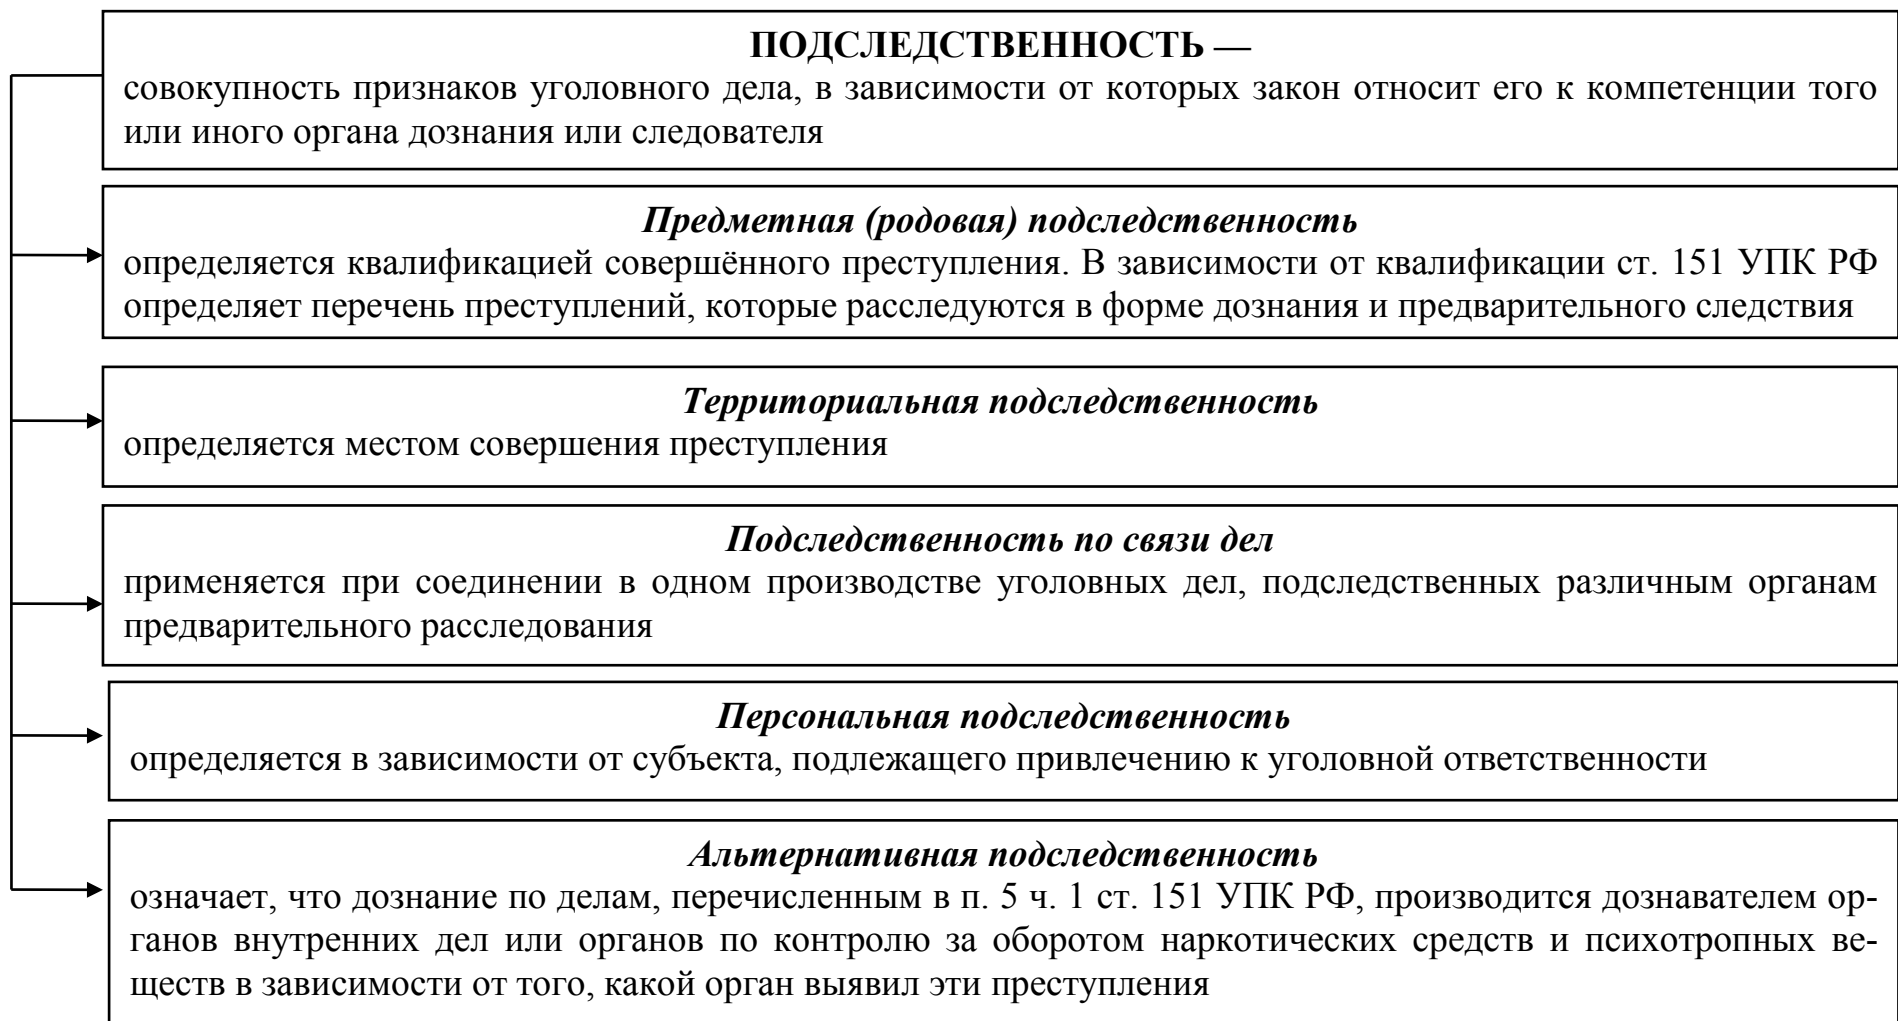 ПОДСЛЕДСТВЕННОСТЬ —
совокупность признаков уголовного дела, в зависимости от которых закон относит его к компетенции того
или иного органа дознания или следователя
Предметная (родовая) подследственность
определяется квалификацией совершённого преступления. В зависимости от квалификации ст. 151 УПК РФ
определяет перечень преступлений, которые расследуются в форме дознания и предварительного следствия
Территориальная подследственность
определяется местом совершения преступления
Подследственность по связи дел
применяется при соединении в одном производстве уголовных дел, подследственных различным органам
предварительного расследования
Персональная подследственность
определяется в зависимости от субъекта, подлежащего привлечению к уголовной ответственности
Альтернативная подследственность
означает, что дознание по делам, перечисленным в п. 5 ч. 1 ст. 151 УПК РФ, производится дознавателем ор-
ганов внутренних дел или органов по контролю за оборотом наркотических средств и психотропных ве-
ществ в зависимости от того, какой орган выявил эти преступления